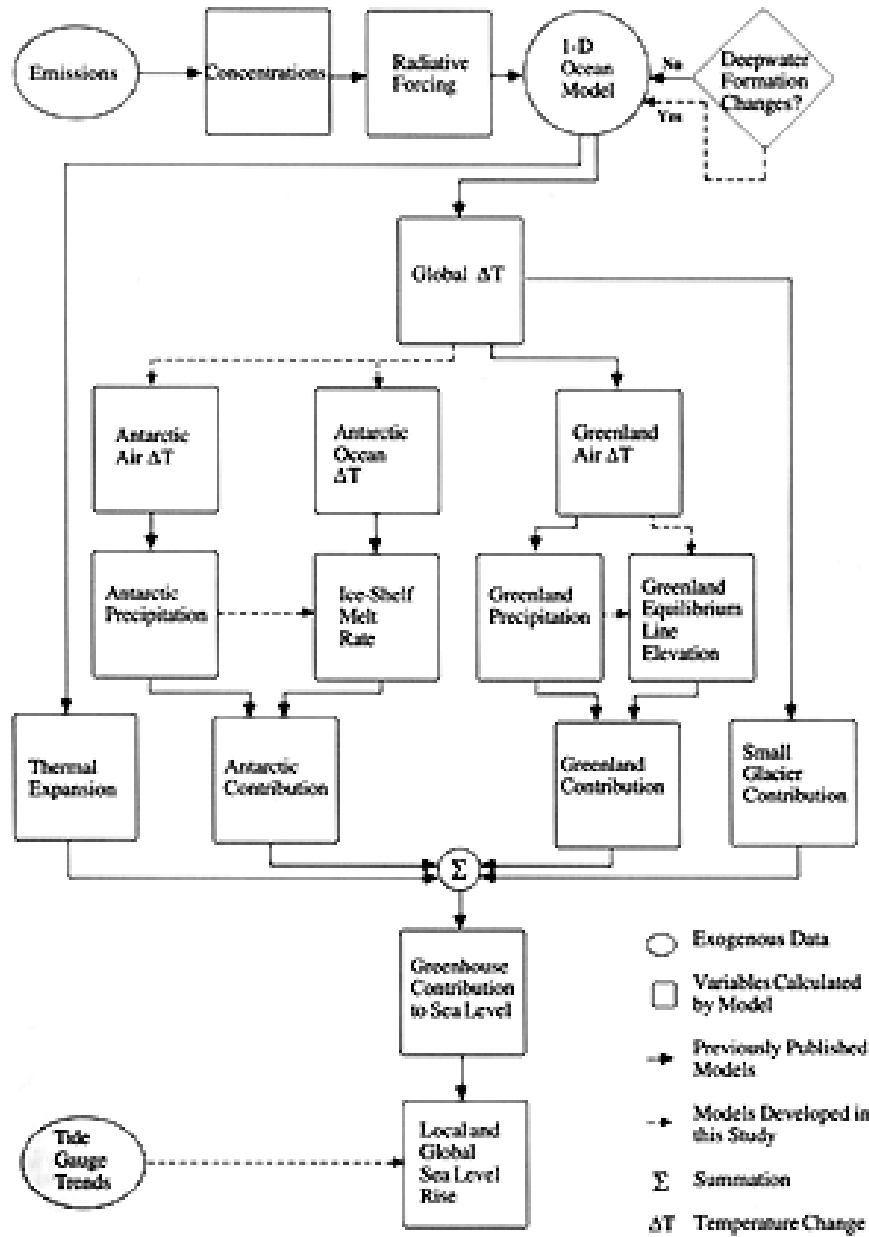 Emissions
Concentrations
Radiative
Forcing
1-D
Ocean
Model
No
Yes
Deepwater
Formation
Changes?
Global ΔT
Antarctic
Air ΔT
Antarctic
Ocean
ΔT
Greenland
Air ΔT
Antarctic
Precipitation
Ice-Shelf
Melt
Rate
Greenland
Precipitation
Greenland
Equilibrium
Line
Elevation
Thermal
Expansion
Antarctic
Contribution
Greenland
Contribution
Small
Glacier
Contribution
Σ
Greenhouse
Contribution
to Sea Level
Tide
Gauge
Trends
Local and
Global
Sea Level
Rise
Exogenous Data
Variables Calculated
by Model
Previously Published
Models
Models Developed in
this Study
Σ Summation
ΔT Temperature Change